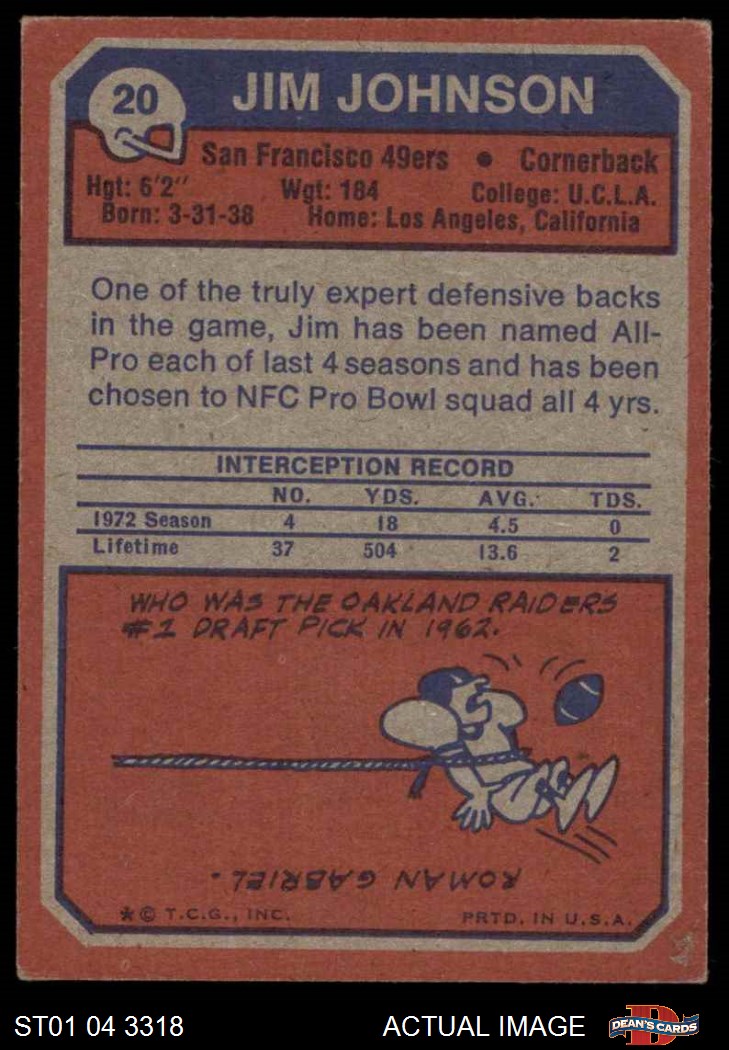 20
JIM JOHNSON
San Francisco 49ers • Cornerback
Hgt: 6'2" Wgt: 184 College: U.C.L.A.
Born: 3-31-38 Home: Los Angeles, California
One of the truly expert defensive backs
in the game, Jim has been named All-
Pro each of last 4 seasons and has been
chosen to NFC Pro Bowl squad all 4 yrs.
INTERCEPTION RECORD
NO. YDS. AVG. TDS.
1972 Season 4 18 4.5 0
Lifetime 37 504 13.6 2
WHO WAS THE OAKLAND RAIDERS
#1 DRAFT PICK IN 1962.
ROMAN GABRIEL.
*© T.C.G., INC. PRTD. IN U.S.A.
ST01 04 3318 ACTUAL IMAGE DEAN'S CARDS